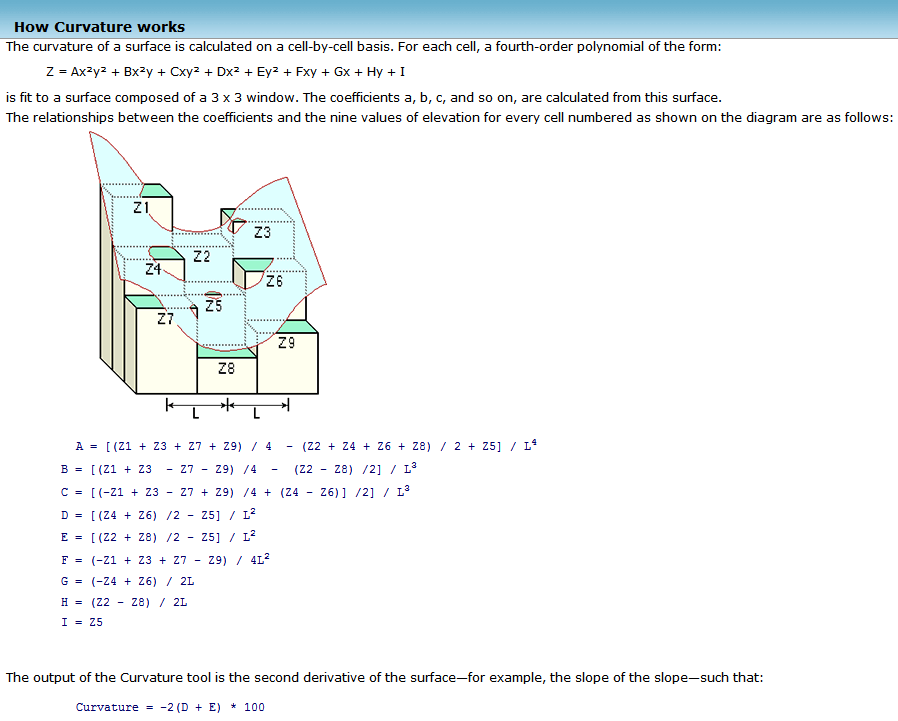 How Curvature works
The curvature of a surface is calculated on a cell-by-cell basis. For each cell, a fourth-order polynomial of the form:
Z = Ax²y² + Bx²y + Cxy² + Dx² + Ey² + Fxy + Gx + Hy + I
is fit to a surface composed of a 3 x 3 window. The coefficients a, b, c, and so on, are calculated from this surface.
The relationships between the coefficients and the nine values of elevation for every cell numbered as shown on the diagram are as follows:
Z1
Z2
Z3
Z4
Z5
Z6
Z7
Z8
Z9
L
L
A = [(Z1 + Z3 + Z7 + Z9) / 4 - (Z2 + Z4 + Z6 + Z8) / 2 + Z5] / L⁴
B = [(Z1 + Z3 - Z7 - Z9) /4 - (Z2 - Z8) /2] / L³
C = [(-Z1 + Z3 - Z7 + Z9) /4 + (Z4 - Z6)] /2] / L³
D = [(Z4 + Z6) /2 - Z5] / L²
E = [(Z2 + Z8) /2 - Z5] / L²
F = (-Z1 + Z3 + Z7 - Z9) / 4L²
G = (-Z4 + Z6) / 2L
H = (Z2 - Z8) / 2L
I = Z5
The output of the Curvature tool is the second derivative of the surface—for example, the slope of the slope—such that:
Curvature = -2(D + E) * 100